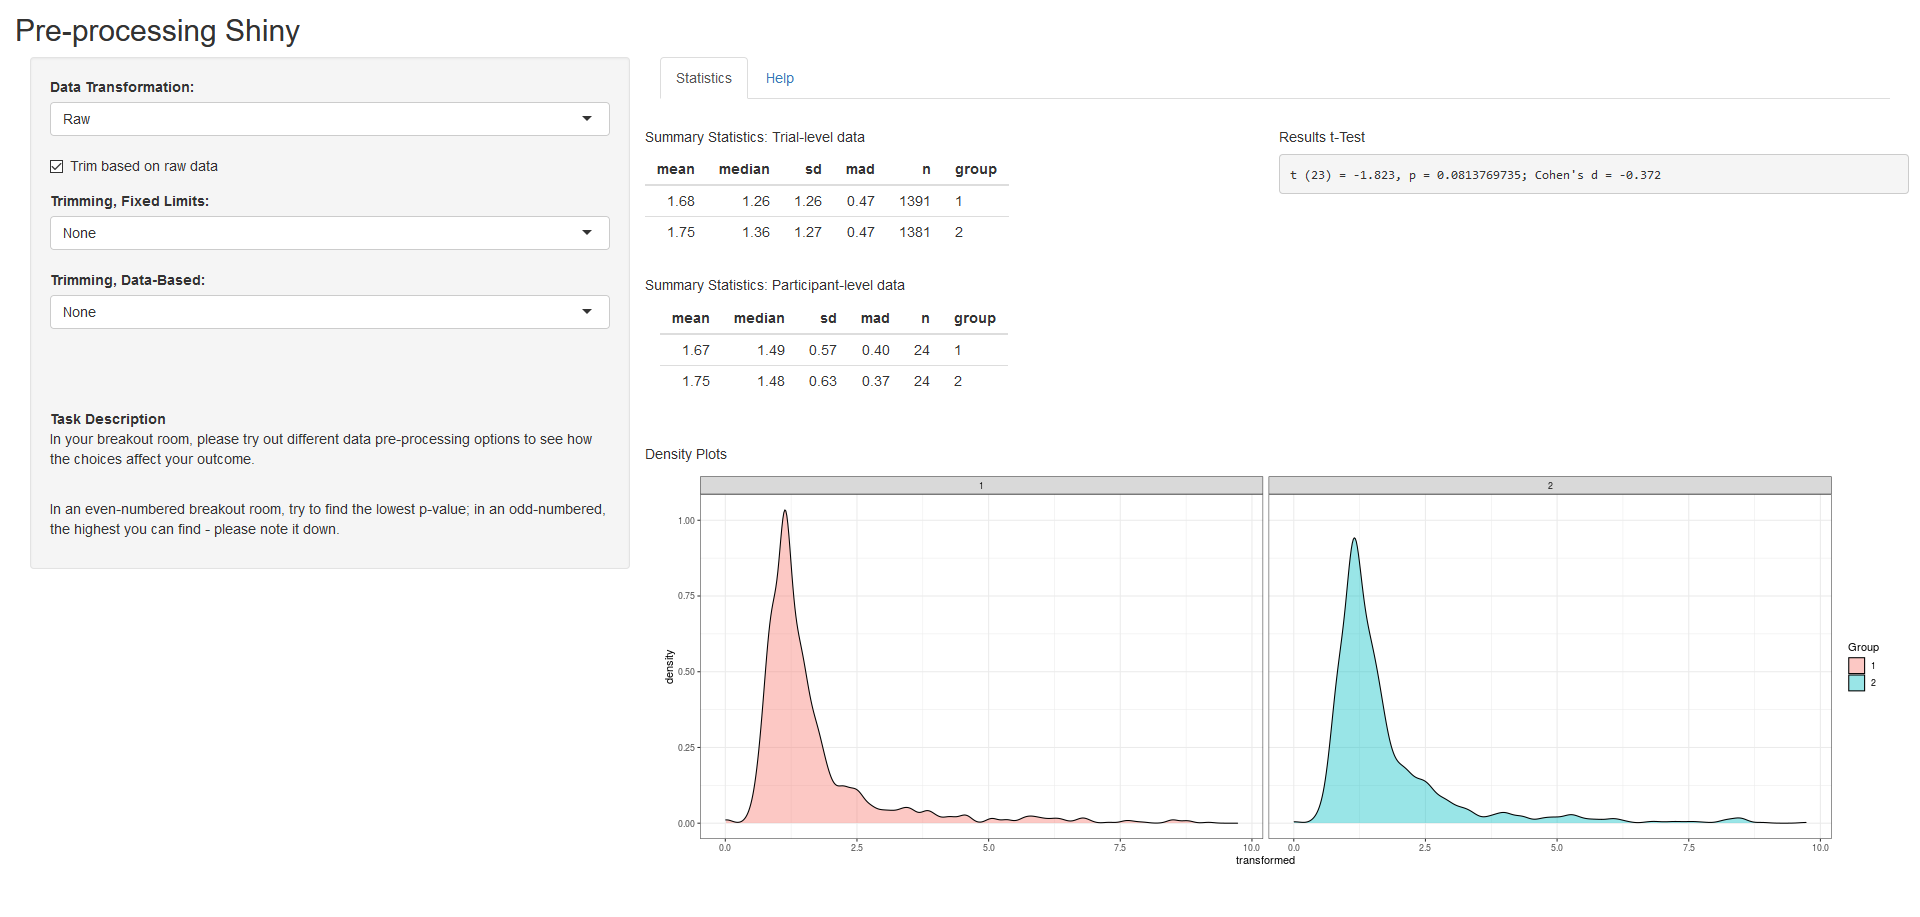 Pre-processing Shiny
Data Transformation:
Raw
Trim based on raw data
Trimming, Fixed Limits:
None
Trimming, Data-Based:
None
Task Description
In your breakout room, please try out different data pre-processing options to see how
the choices affect your outcome.
In an even-numbered breakout room, try to find the lowest p-value; in an odd-numbered,
the highest you can find - please note it down.
Statistics Help
Summary Statistics: Trial-level data
mean median sd mad n group
1.68 1.26 1.26 0.47 1391 1
1.75 1.36 1.27 0.47 1381 2
Results t-Test
t (23) = -1.823, p = 0.0813769735; Cohen's d = -0.372
Summary Statistics: Participant-level data
mean median sd mad n group
1.67 1.49 0.57 0.40 24 1
1.75 1.48 0.63 0.37 24 2
Density Plots
1 2
1.00
0.75
0.50
0.25
0.00
density
0.0 2.5 5.0 7.5 10.0 0.0 2.5 5.0 7.5 10.0
transformed
Group
1
2